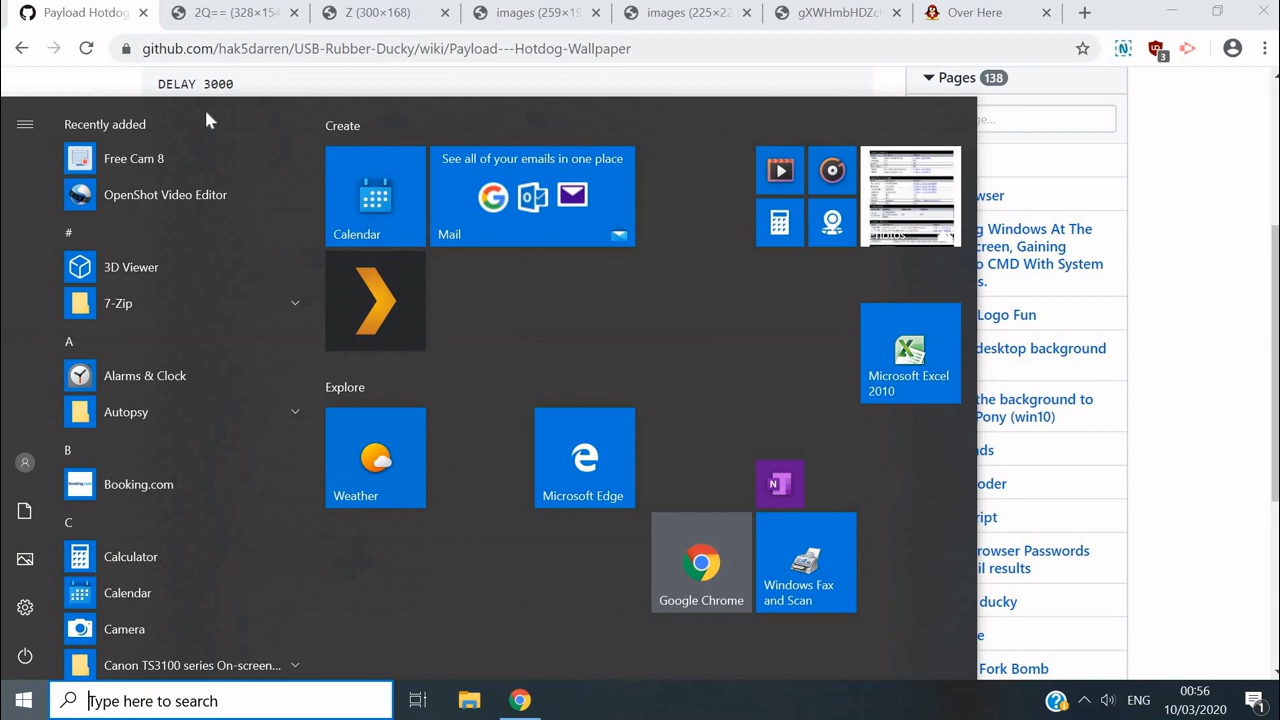 Payload Hotdog
2Q== (328×154
Z (300×168)
images (259×19
images (225×22
gXWHmbHDZcl
Over Here
github.com/hak5darren/USB-Rubber-Ducky/wiki/Payload---Hotdog-Wallpaper
3
DELAY 3000
Pages 138
ge...
Recently added
Free Cam 8
OpenShot Video Editor
#
3D Viewer
7-Zip
A
Alarms & Clock
Autopsy
B
Booking.com
C
Calculator
Calendar
Camera
Canon TS3100 series On-screen...
Create
Calendar
See all of your emails in one place
Mail
Photos
Microsoft Excel
2010
Explore
Weather
Microsoft Edge
N
Google Chrome
Windows Fax
and Scan
wser
g Windows At The
creen, Gaining
o CMD With System
s.
Logo Fun
desktop background
the background to
Pony (win10)
ds
oder
ript
rowser Passwords
il results
ducky
e
Fork Bomb
Type here to search
ENG
00:56
10/03/2020
1